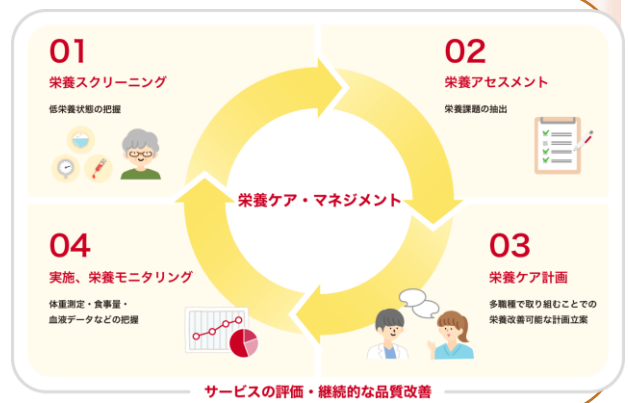 01
栄養スクリーニング
低栄養状態の把握
02
栄養アセスメント
栄養課題の抽出
栄養ケア・マネジメント
03
栄養ケア計画
多職種で取り組むことでの
栄養改善可能な計画立案
04
実施、栄養モニタリング
体重測定・食事量・
血液データなどの把握
サービスの評価・継続的な品質改善